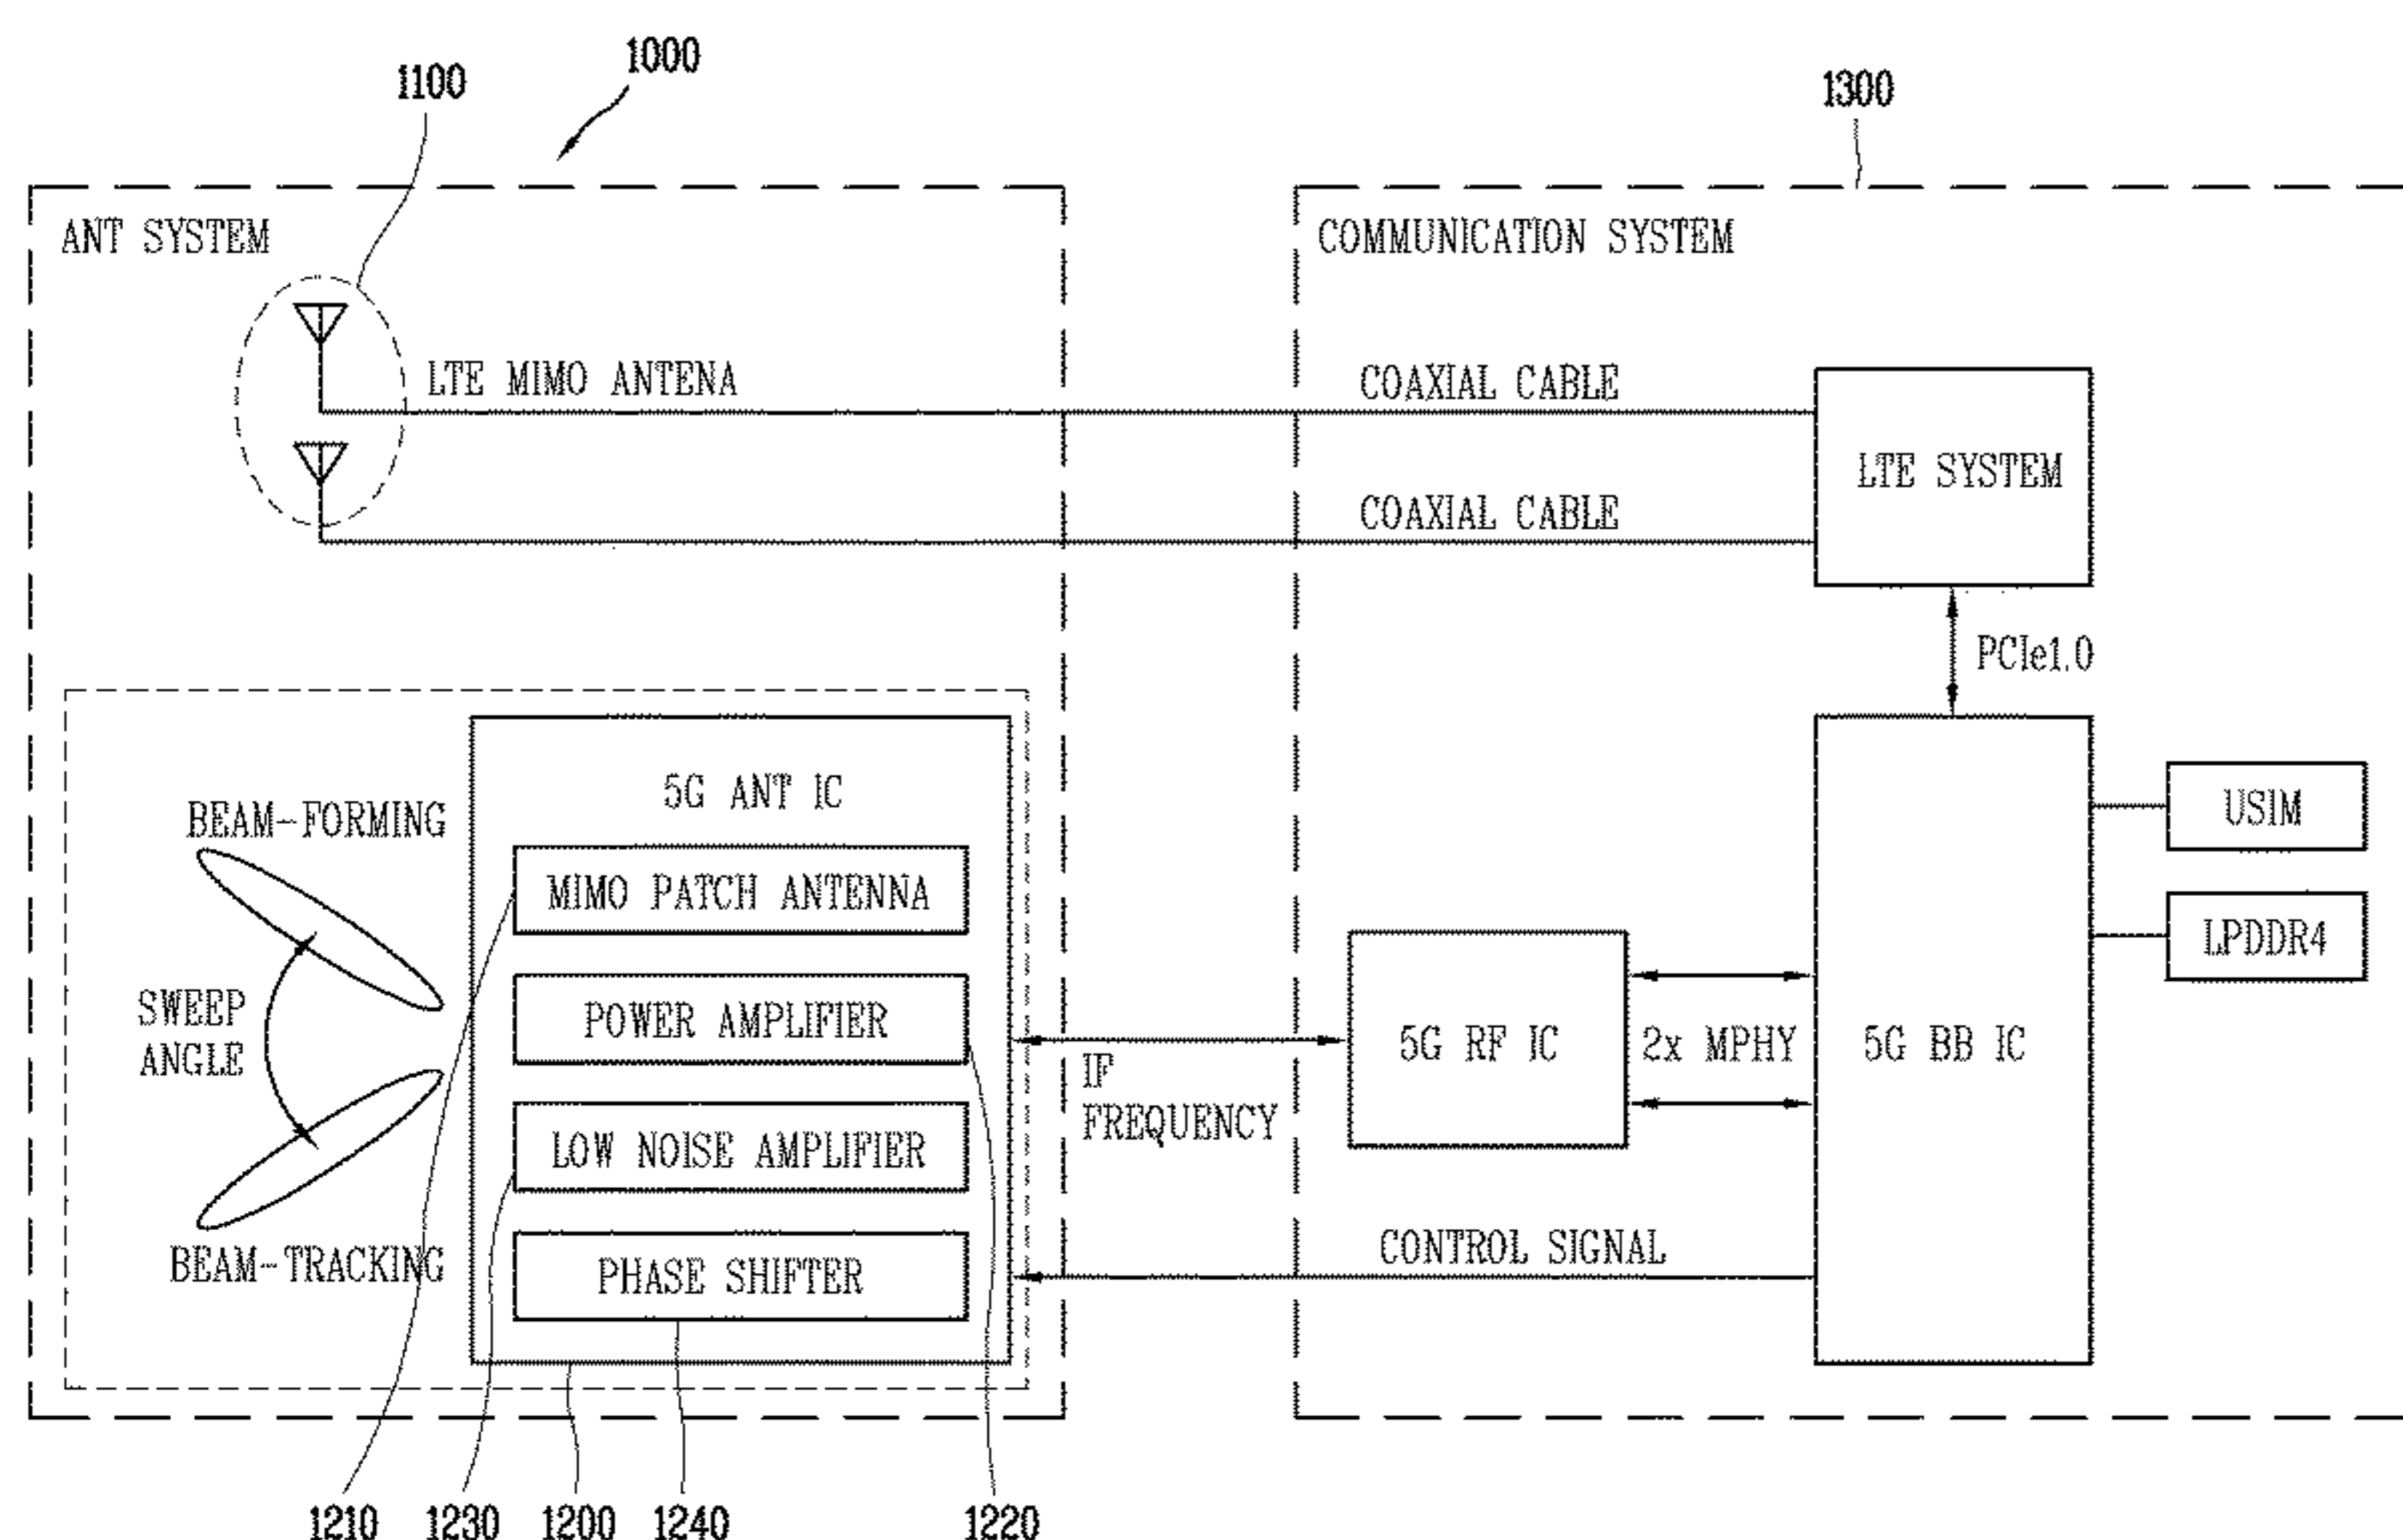 1000
1100
1300
ANT SYSTEM
COMMUNICATION SYSTEM
LTE MIMO ANTENA
COAXIAL CABLE
LTE SYSTEM
COAXIAL CABLE
PCIe1.0
5G ANT IC
BEAM-FORMING
MIMO PATCH ANTENNA
USIM
LPDDR4
SWEEP
ANGLE
POWER AMPLIFIER
IF
FREQUENCY
5G RF IC
2x MPHY
5G BB IC
LOW NOISE AMPLIFIER
BEAM-TRACKING
PHASE SHIFTER
CONTROL SIGNAL
1210
1230
1200
1240
1220